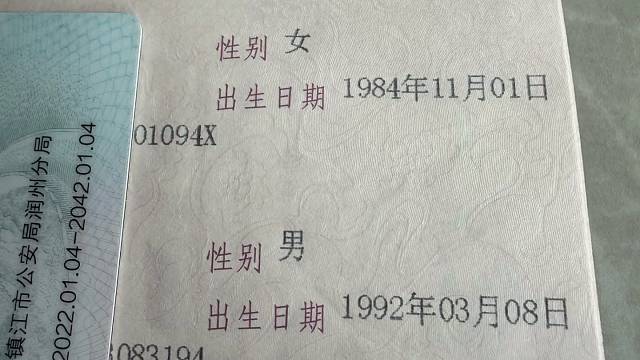 性别 女
出生日期 1984年11月01日
01094X
性别 男
出生日期 1992年03月08日
083194
镇江市公安局润州分局
2022.01.04-2042.01.04